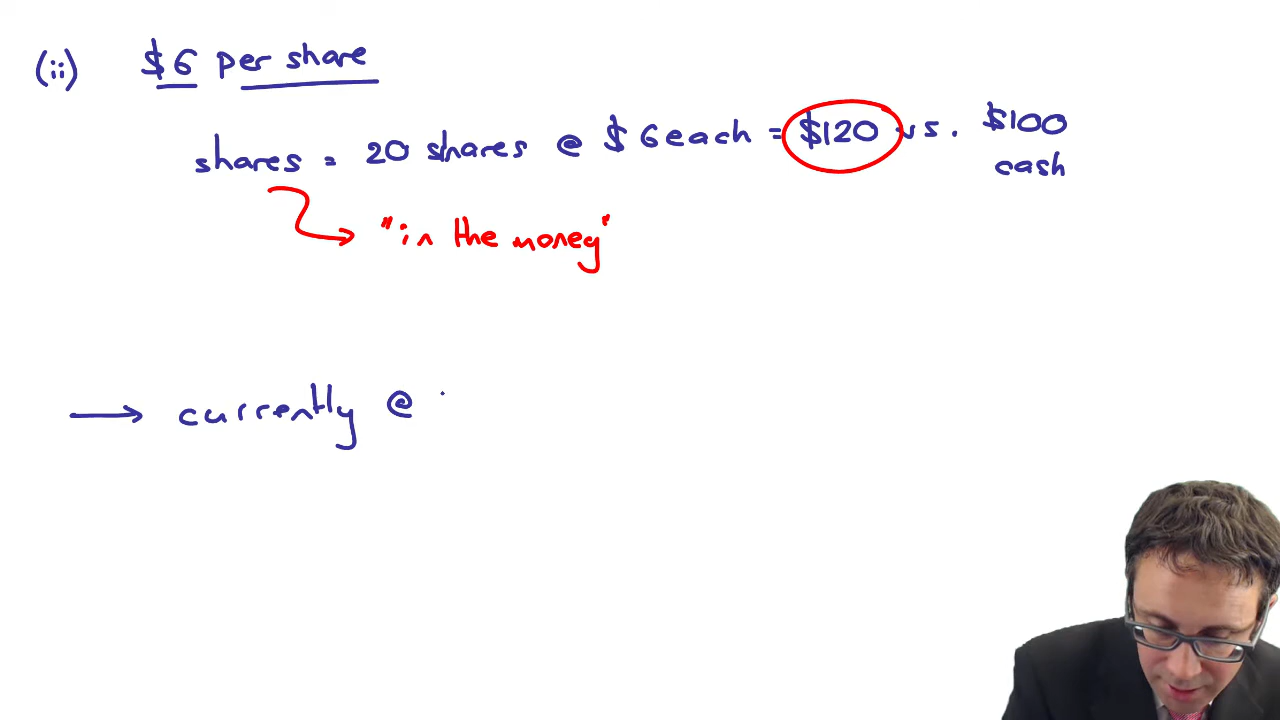 (ii) $6 per share
shares = 20 shares @ $6 each = $120 vs. $100
cash
"in the money"
→ currently @